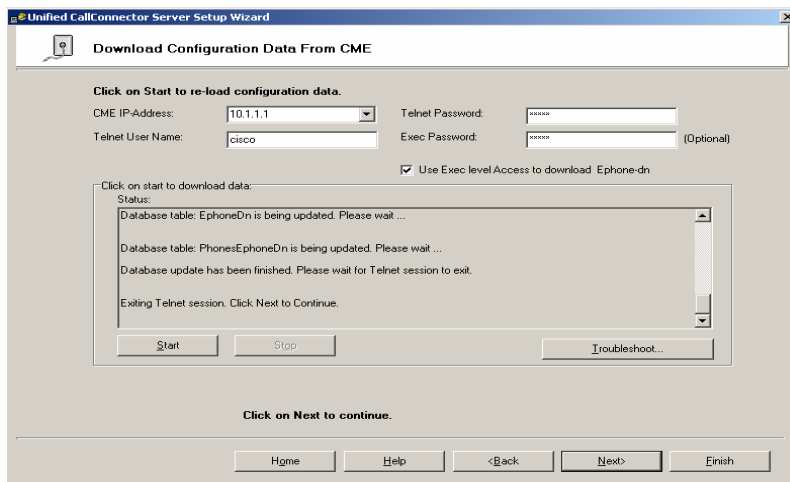 Unified CallConnector Server Setup Wizard
Download Configuration Data From CME
Click on Start to re-load configuration data.
CME IP-Address: 10.1.1.1 Telnet Password: xxxxx
Telnet User Name: cisco Exec Password: xxxxx (Optional)
Use Exec level Access to download Ephone-dn
Click on start to download data:
Status:
Database table: EphoneDn is being updated. Please wait ...
Database table: PhonesEphoneDn is being updated. Please wait ...
Database update has been finished. Please wait for Telnet session to exit.
Exiting Telnet session. Click Next to Continue.
Start Stop Troubleshoot...
Click on Next to continue.
Home Help <Back Next> Finish